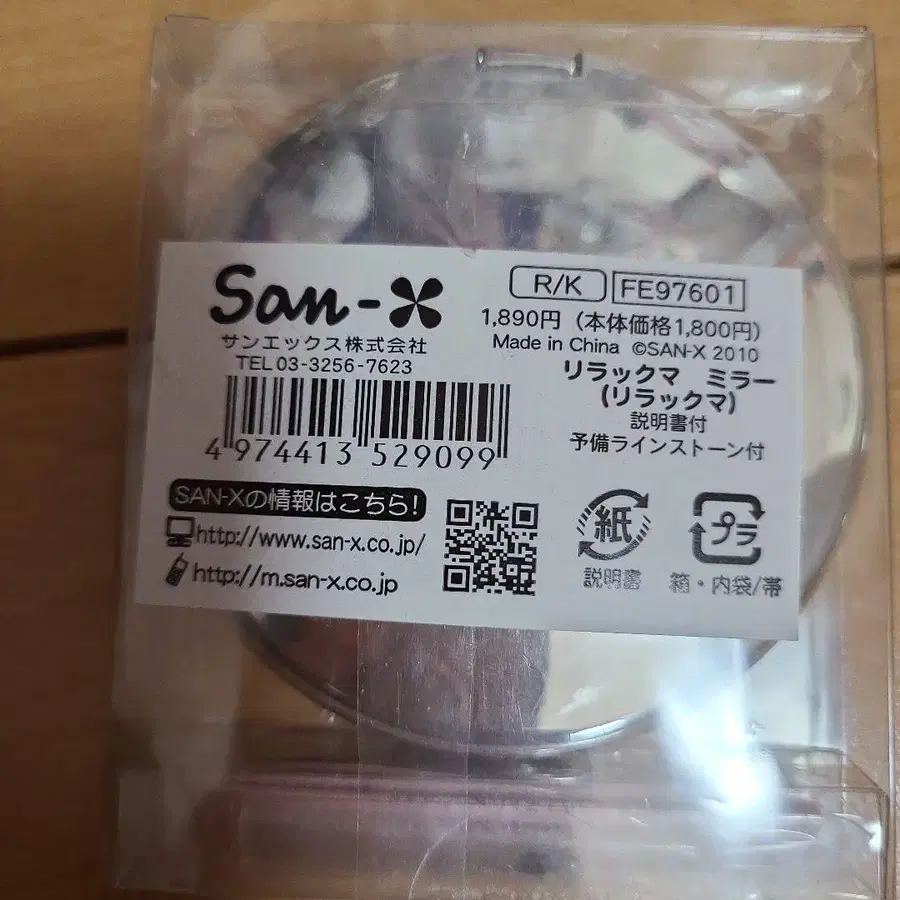 San-X
サンエックス株式会社
TEL 03-3256-7623
R/K FE97601
1,890円（本体価格1,800円）
Made in China ©SAN-X 2010
リラックマ ミラー
(リラックマ)
説明書付
予備ラインストーン付
4 974413 529099
SAN-Xの情報はこちら!
http://www.san-x.co.jp/
http://m.san-x.co.jp
紙
説明書
プラ
箱・内袋/帯